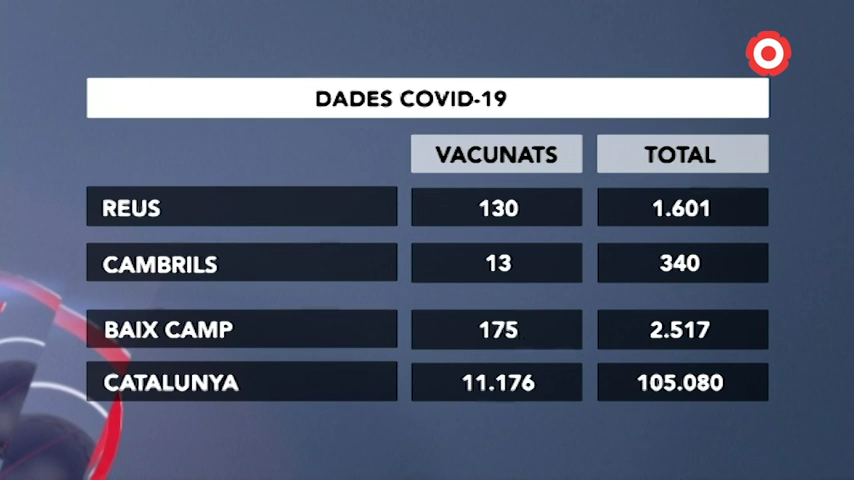 DADES COVID-19
VACUNATS TOTAL
REUS 130 1.601
CAMBRILS 13 340
BAIX CAMP 175 2.517
CATALUNYA 11.176 105.080